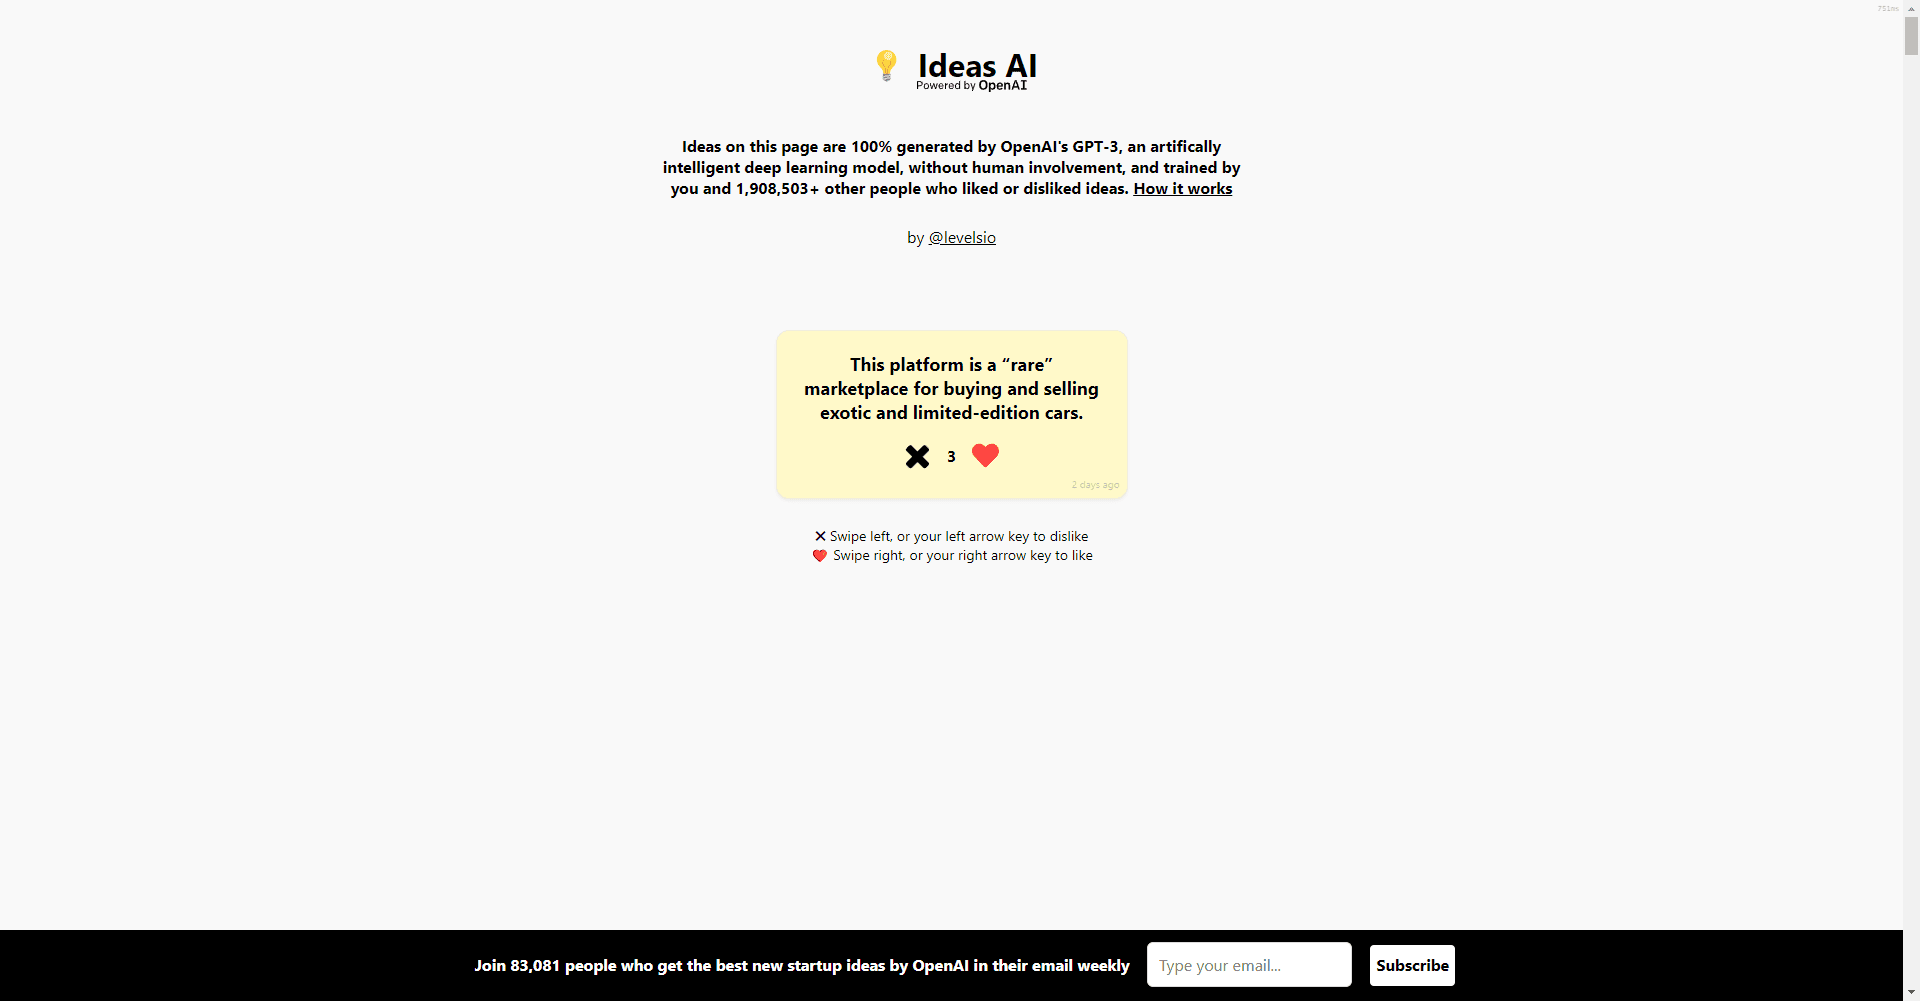 751ms
Ideas AI
Powered by OpenAI
Ideas on this page are 100% generated by OpenAI's GPT-3, an artifically
intelligent deep learning model, without human involvement, and trained by
you and 1,908,503+ other people who liked or disliked ideas. How it works
by @levelsio
This platform is a “rare”
marketplace for buying and selling
exotic and limited-edition cars.
3
2 days ago
Swipe left, or your left arrow key to dislike
Swipe right, or your right arrow key to like
Join 83,081 people who get the best new startup ideas by OpenAI in their email weekly
Type your email...
Subscribe